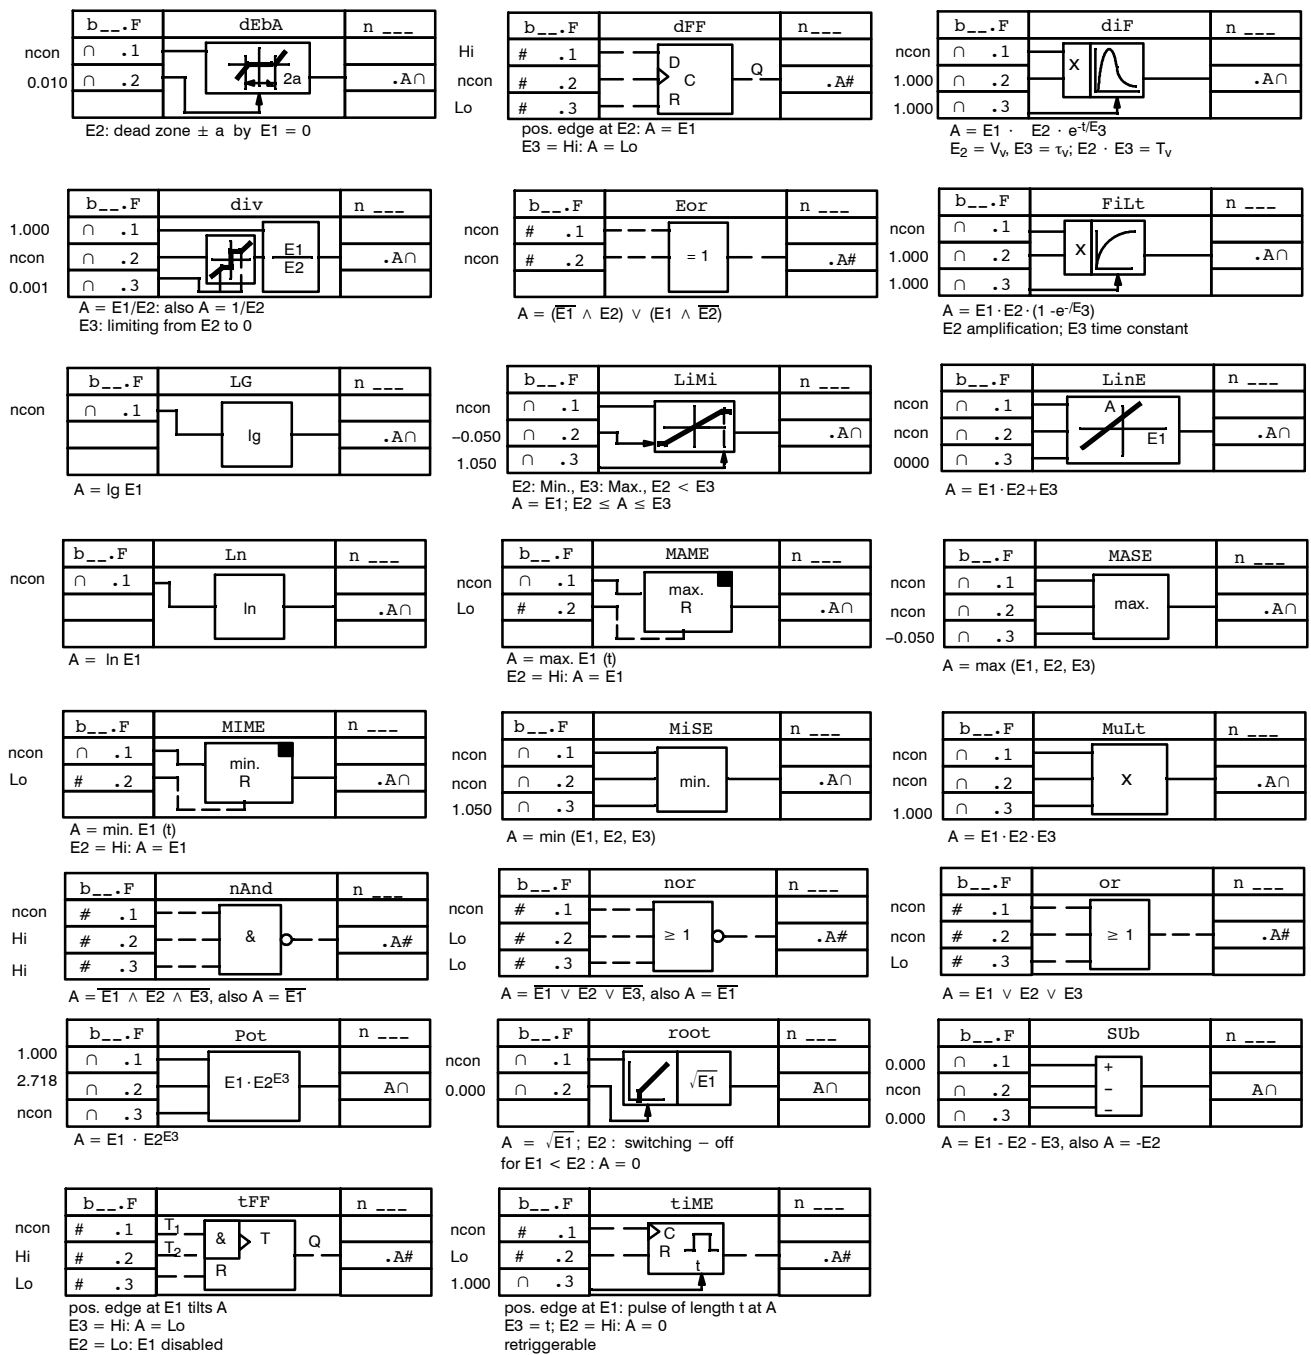 b__.F dEbA n ___
ncon ∩ .1
0.010 ∩ .2 2a .A∩
E2: dead zone ± a by E1 = 0
b__.F dFF n___
Hi # .1 D
ncon # .2 C Q .A#
Lo # .3 R
pos. edge at E2: A = E1
E3 = Hi: A = Lo
b__.F diF n ___
ncon ∩ .1 X
1.000 ∩ .2 .A∩
1.000 ∩ .3
A = E1 · E2 · e-t/E3
E2 = Vv, E3 = τv; E2 · E3 = Tv
b__.F div n ___
1.000 ∩ .1 E1
ncon ∩ .2 E2 .A∩
0.001 ∩ .3
A = E1/E2: also A = 1/E2
E3: limiting from E2 to 0
b__.F Eor n ___
ncon # .1
ncon # .2 = 1 .A#
A = (E̅1̅ ∧ E2) ∨ (E1 ∧ E̅2̅)
b__.F FiLt n ___
ncon ∩ .1
1.000 ∩ .2 X .A∩
1.000 ∩ .3
A = E1·E2·(1 -e-/E3)
E2 amplification; E3 time constant
b__.F LG n ___
ncon ∩ .1
lg .A∩
A = lg E1
b__.F LiMi n ___
ncon ∩ .1
−0.050 ∩ .2 .A∩
1.050 ∩ .3
E2: Min., E3: Max., E2 < E3
A = E1; E2 ≤ A ≤ E3
b__.F LinE n ___
ncon ∩ .1 A
ncon ∩ .2 E1 .A∩
0000 ∩ .3
A = E1·E2+E3
b__.F Ln n ___
ncon ∩ .1
ln .A∩
A = ln E1
b__.F MAME n ___
ncon ∩ .1 max.
Lo # .2 R .A∩
A = max. E1 (t)
E2 = Hi: A = E1
b__.F MASE n ___
ncon ∩ .1
ncon ∩ .2 max. .A∩
−0.050 ∩ .3
A = max (E1, E2, E3)
b__.F MIME n ___
ncon ∩ .1 min.
Lo # .2 R .A∩
A = min. E1 (t)
E2 = Hi: A = E1
b__.F MiSE n ___
ncon ∩ .1
ncon ∩ .2 min. .A∩
1.050 ∩ .3
A = min (E1, E2, E3)
b__.F MuLt n ___
ncon ∩ .1
ncon ∩ .2 X .A∩
1.000 ∩ .3
A = E1·E2·E3
b__.F nAnd n ___
ncon # .1
Hi # .2 & .A#
Hi # .3
A = E̅1̅ ̅∧̅ ̅E̅2̅ ̅∧̅ ̅E̅3̅, also A = E̅1̅
b__.F nor n ___
ncon # .1
Lo # .2 ≥ 1 .A#
Lo # .3
A = E̅1̅ ̅∨̅ ̅E̅2̅ ̅∨̅ ̅E̅3̅, also A = E̅1̅
b__.F or n ___
ncon # .1
ncon # .2 ≥ 1 .A#
Lo # .3
A = E1 ∨ E2 ∨ E3
b__.F Pot n ___
1.000 ∩ .1
2.718 ∩ .2 E1·E2E3 A∩
ncon ∩ .3
A = E1 · E2E3
b__.F root n ___
ncon ∩ .1
0.000 ∩ .2 √E1 A∩
A = √E1; E2 : switching − off
for E1 < E2 : A = 0
b__.F SUb n ___
0.000 ∩ .1 +
ncon ∩ .2 − A∩
0.000 ∩ .3 −
A = E1 - E2 - E3, also A = -E2
b__.F tFF n ___
ncon # .1 T1 & T
Hi # .2 T2 Q .A#
Lo # .3 R
pos. edge at E1 tilts A
E3 = Hi: A = Lo
E2 = Lo: E1 disabled
b__.F tiME n ___
ncon # .1 C
Lo # .2 R .A#
1.000 ∩ .3 t
pos. edge at E1: pulse of length t at A
E3 = t; E2 = Hi: A = 0
retriggerable